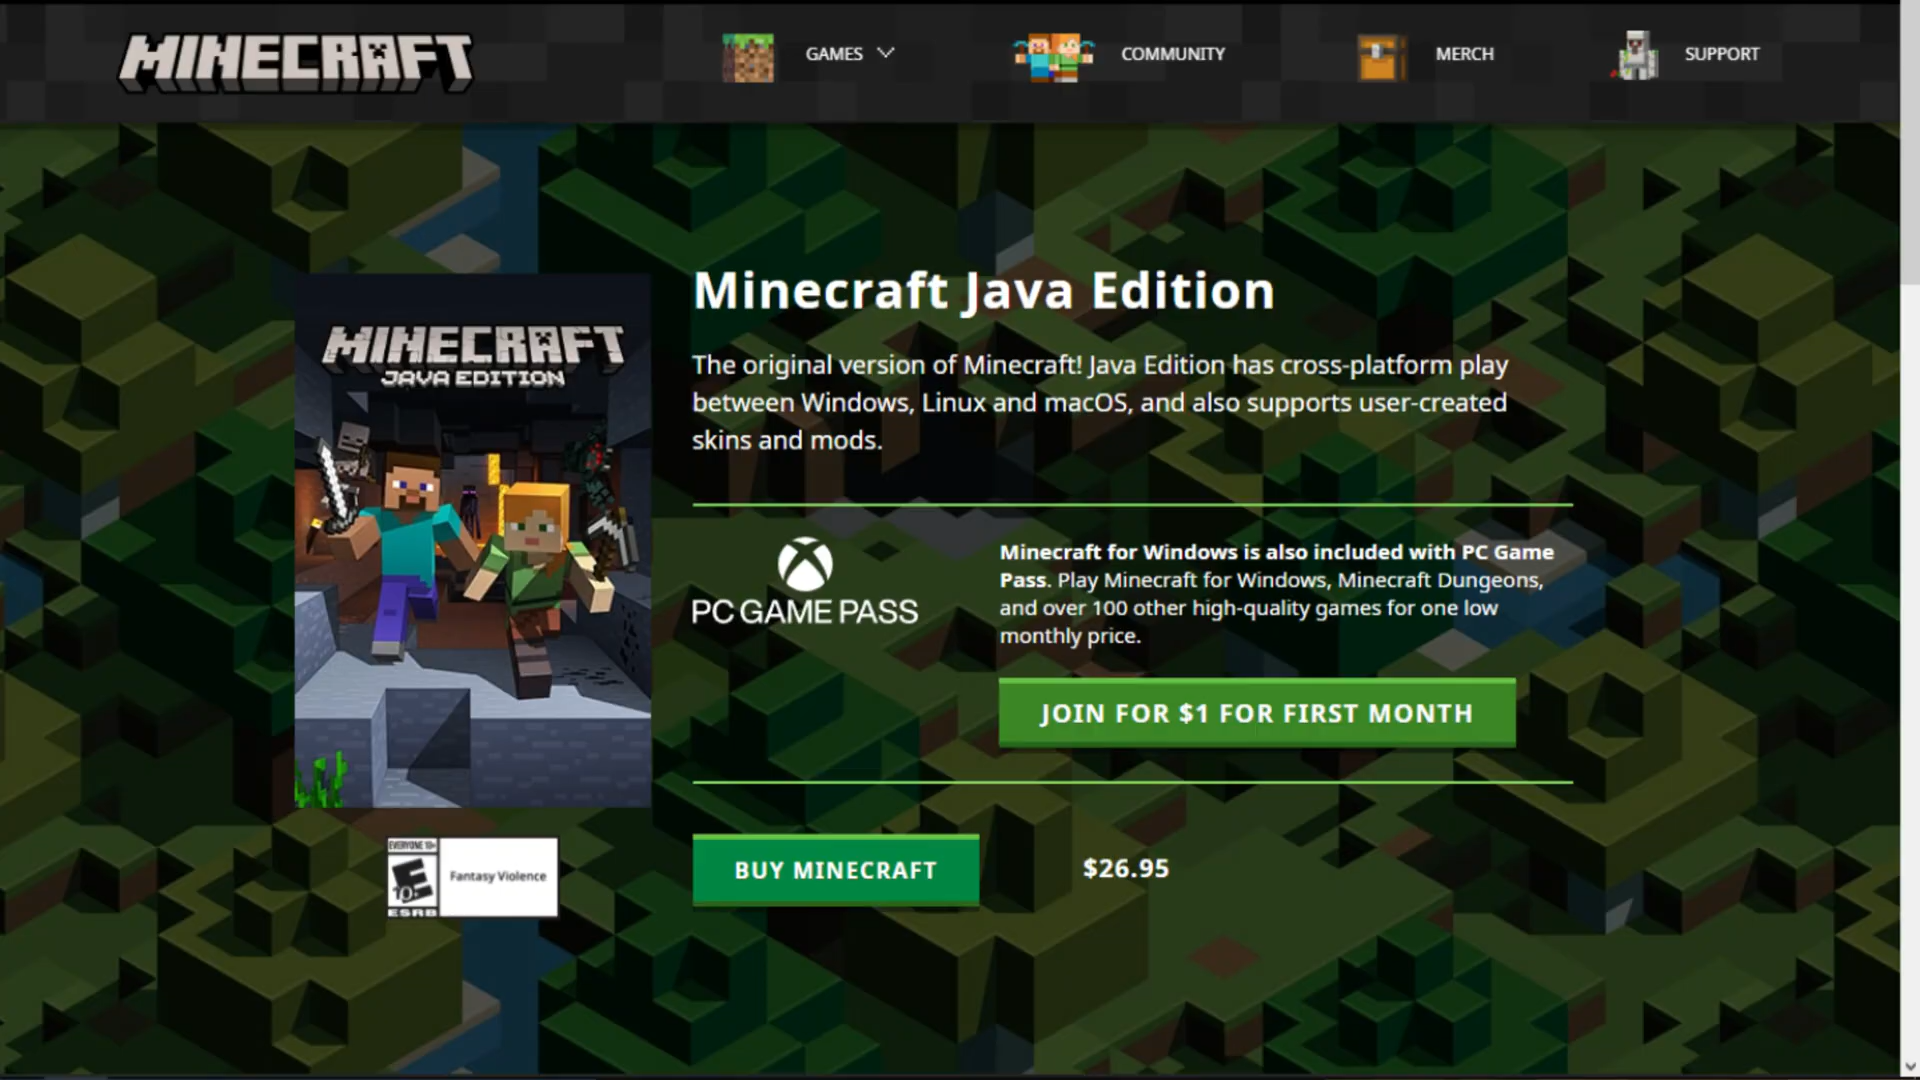 MINECRAFT
GAMES
COMMUNITY
MERCH
SUPPORT
MINECRAFT
JAVA EDITION
Minecraft Java Edition
The original version of Minecraft! Java Edition has cross-platform play
between Windows, Linux and macOS, and also supports user-created
skins and mods.
PC GAME PASS
Minecraft for Windows is also included with PC Game
Pass. Play Minecraft for Windows, Minecraft Dungeons,
and over 100 other high-quality games for one low
monthly price.
JOIN FOR $1 FOR FIRST MONTH
BUY MINECRAFT
$26.95
EVERYONE 10+
E
10+
ESRB
Fantasy Violence